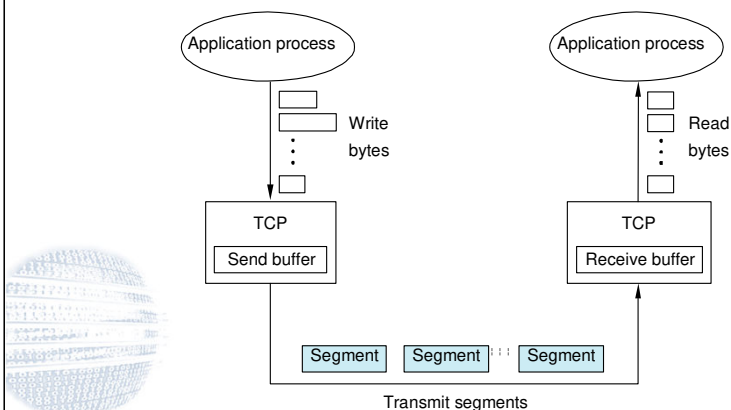 Application process
Application process
Write
bytes
Read
bytes
TCP
Send buffer
TCP
Receive buffer
Segment
Segment
Segment
Transmit segments